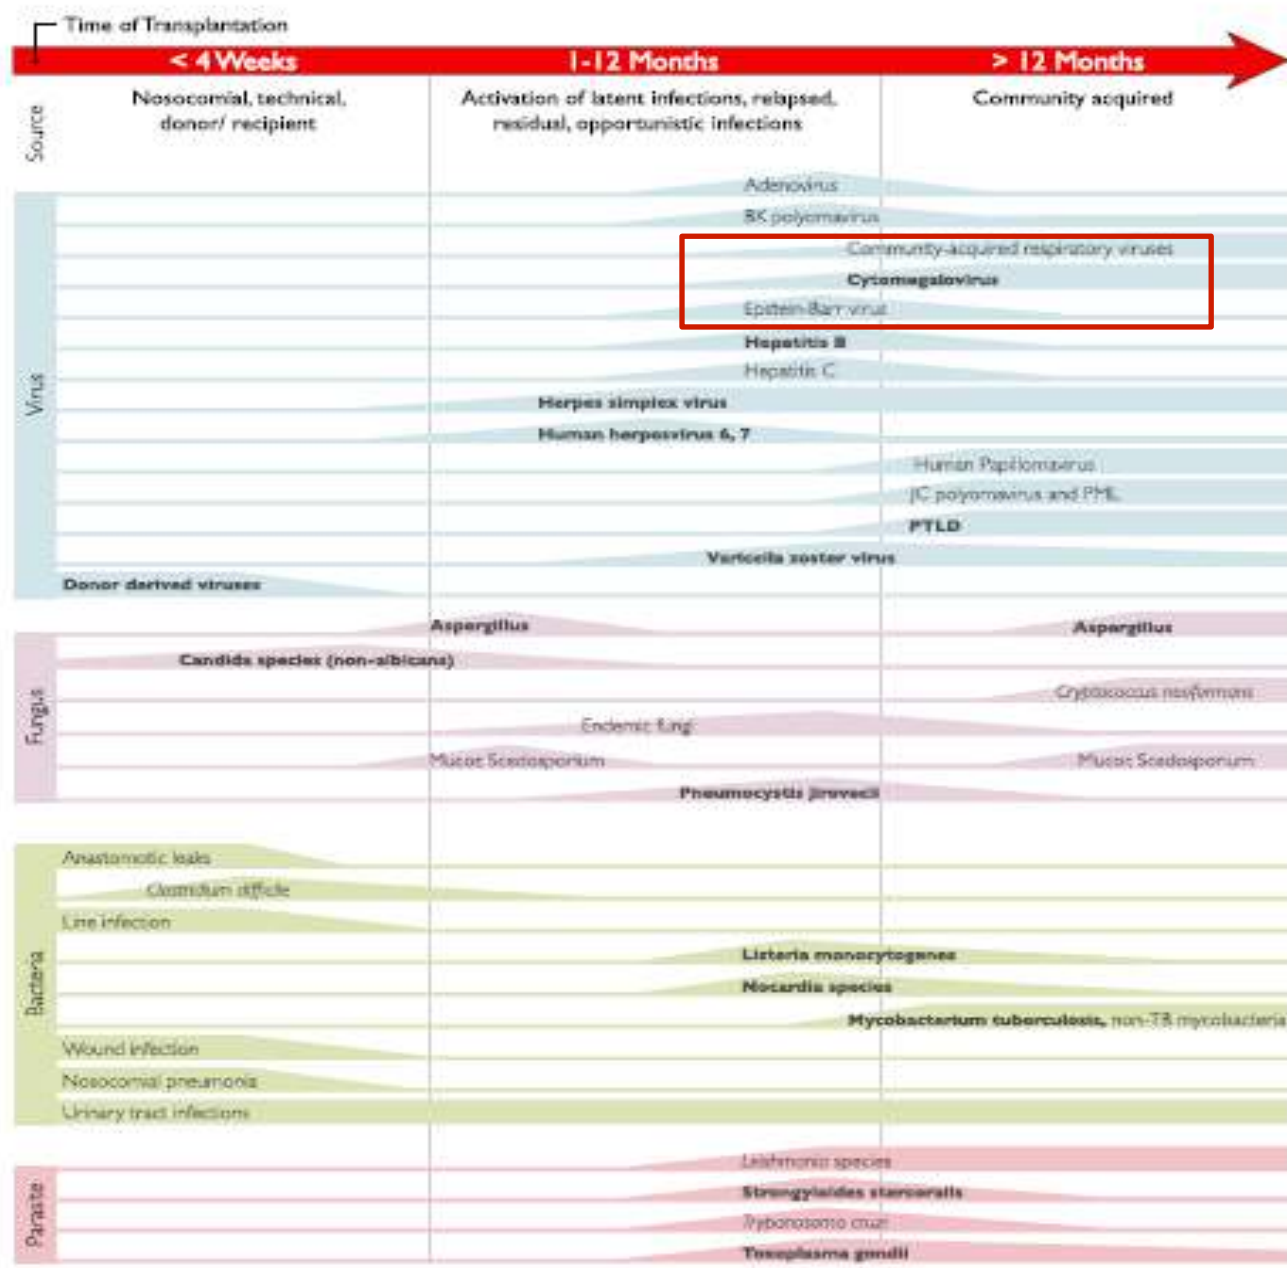 Time of Transplantation
< 4 Weeks
1-12 Months
> 12 Months
Source
Nosocomial, technical,
donor/ recipient
Activation of latent infections, relapsed,
residual, opportunistic infections
Community acquired
Virus
Adenovirus
BK polyomavirus
Community-acquired respiratory viruses
Cytomegalovirus
Epstein-Barr virus
Hepatitis B
Hepatitis C
Herpes simplex virus
Human herpesvirus 6, 7
Human Papillomavirus
JC polyomavirus and PML
PTLD
Varicella zoster virus
Donor derived viruses
Fungus
Aspergillus
Aspergillus
Candida species (non-albicans)
Cryptococcus neoformans
Endemic fungi
Mucor, Scedosporium
Mucor, Scedosporium
Pneumocystis jirovecii
Bacteria
Anastomotic leaks
Clostridium difficile
Line infection
Listeria monocytogenes
Nocardia species
Mycobacterium tuberculosis, non-TB mycobacteria
Wound infection
Nosocomial pneumonia
Urinary tract infections
Parasite
Leishmania species
Strongyloides stercoralis
Trypanosoma cruzi
Toxoplasma gondii